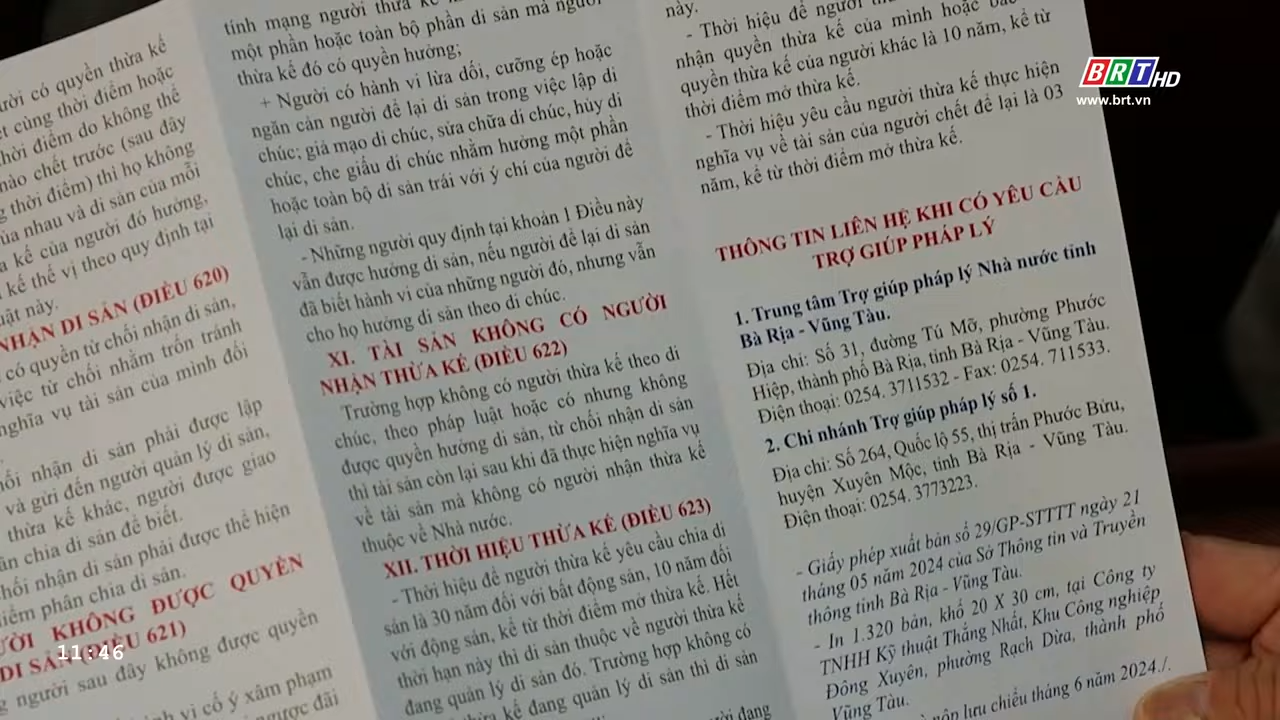 ười có quyền thừa kế
ết cùng thời điểm hoặc
thời điểm do không thể
nào chết trước (sau đây
g thời điểm) thì họ không
ủa nhau và di sản của mỗi
a kế của người đó hưởng,
kế thế vị theo quy định tại
uật này.
NHẬN DI SẢN (ĐIỀU 620)
có quyền từ chối nhận di sản,
việc từ chối nhằm trốn tránh
nghĩa vụ tài sản của mình đối
hối nhận di sản phải được lập
và gửi đến người quản lý di sản,
thừa kế khác, người được giao
ân chia di sản để biết.
hối nhận di sản phải được thể hiện
iểm phân chia di sản.
ƯỜI KHÔNG ĐƯỢC QUYỀN
DI SẢN (ĐIỀU 621)
g người sau đây không được quyền
vi cố ý xâm phạm
ngược đãi
tính mạng người thừa kế
một phần hoặc toàn bộ phần di sản mà người
thừa kế đó có quyền hưởng;
+ Người có hành vi lừa dối, cưỡng ép hoặc
ngăn cản người để lại di sản trong việc lập di
chúc; giả mạo di chúc, sửa chữa di chúc, hủy di
chúc, che giấu di chúc nhằm hưởng một phần
hoặc toàn bộ di sản trái với ý chí của người để
lại di sản.
- Những người quy định tại khoản 1 Điều này
vẫn được hưởng di sản, nếu người để lại di sản
đã biết hành vi của những người đó, nhưng vẫn
cho họ hưởng di sản theo di chúc.
XI. TÀI SẢN KHÔNG CÓ NGƯỜI
NHẬN THỪA KẾ (ĐIỀU 622)
Trường hợp không có người thừa kế theo di
chúc, theo pháp luật hoặc có nhưng không
được quyền hưởng di sản, từ chối nhận di sản
thì tài sản còn lại sau khi đã thực hiện nghĩa vụ
về tài sản mà không có người nhận thừa kế
thuộc về Nhà nước.
XII. THỜI HIỆU THỪA KẾ (ĐIỀU 623)
- Thời hiệu để người thừa kế yêu cầu chia di
sản là 30 năm đối với bất động sản, 10 năm đối
với động sản, kể từ thời điểm mở thừa kế. Hết
thời hạn này thì di sản thuộc về người thừa kế
đang quản lý di sản đó. Trường hợp không có
thừa kế đang quản lý di sản thì di sản
người đang
này.
- Thời hiệu để người
nhận quyền thừa kế của mình hoặc bác
quyền thừa kế của người khác là 10 năm, kể từ
thời điểm mở thừa kế.
- Thời hiệu yêu cầu người thừa kế thực hiện
nghĩa vụ về tài sản của người chết để lại là 03
năm, kể từ thời điểm mở thừa kế.
THÔNG TIN LIÊN HỆ KHI CÓ YÊU CẦU
TRỢ GIÚP PHÁP LÝ
1. Trung tâm Trợ giúp pháp lý Nhà nước tỉnh
Bà Rịa - Vũng Tàu.
Địa chỉ: Số 31, đường Tú Mỡ, phường Phước
Hiệp, thành phố Bà Rịa, tỉnh Bà Rịa - Vũng Tàu.
Điện thoại: 0254. 3711532 - Fax: 0254. 711533.
2. Chi nhánh Trợ giúp pháp lý số 1.
Địa chỉ: Số 264, Quốc lộ 55, thị trấn Phước Bửu,
huyện Xuyên Mộc, tỉnh Bà Rịa - Vũng Tàu.
Điện thoại: 0254. 3773223.
- Giấy phép xuất bản số 29/GP-STTTT ngày 21
tháng 05 năm 2024 của Sở Thông tin và Truyền
thông tỉnh Bà Rịa - Vũng Tàu.
- In 1.320 bản, khổ 20 X 30 cm, tại Công ty
TNHH Kỹ thuật Thắng Nhất, Khu Công nghiệp
Đông Xuyên, phường Rạch Dừa, thành phố
Vũng Tàu.
nộp lưu chiểu tháng 6 năm 2024./.
BRT HD
www.brt.vn
11:46